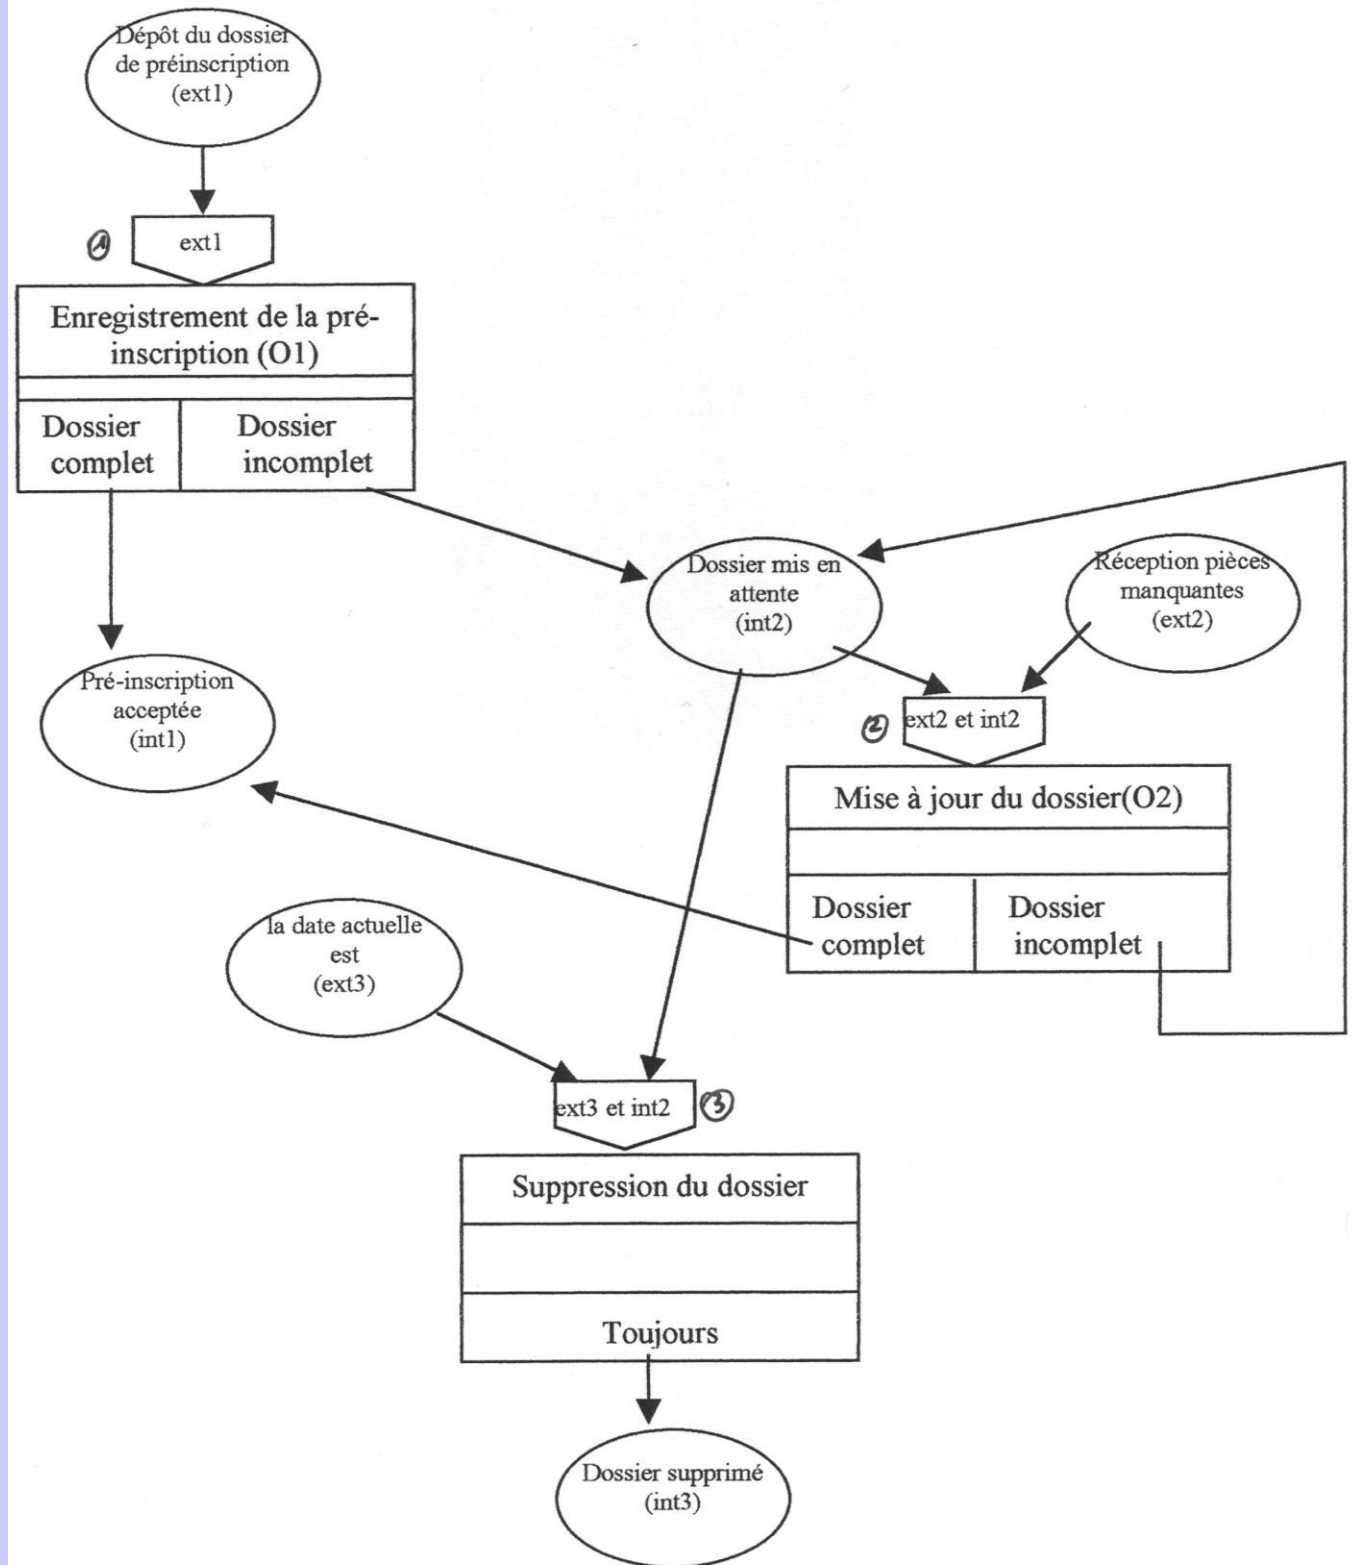 Dépôt du dossier
de préinscription
(ext1)
1
ext1
Enregistrement de la pré-
inscription (O1)
Dossier
complet
Dossier
incomplet
Dossier mis en
attente
(int2)
Réception pièces
manquantes
(ext2)
Pré-inscription
acceptée
(int1)
2
ext2 et int2
Mise à jour du dossier(O2)
Dossier
complet
Dossier
incomplet
la date actuelle
est
(ext3)
ext3 et int2
3
Suppression du dossier
Toujours
Dossier supprimé
(int3)